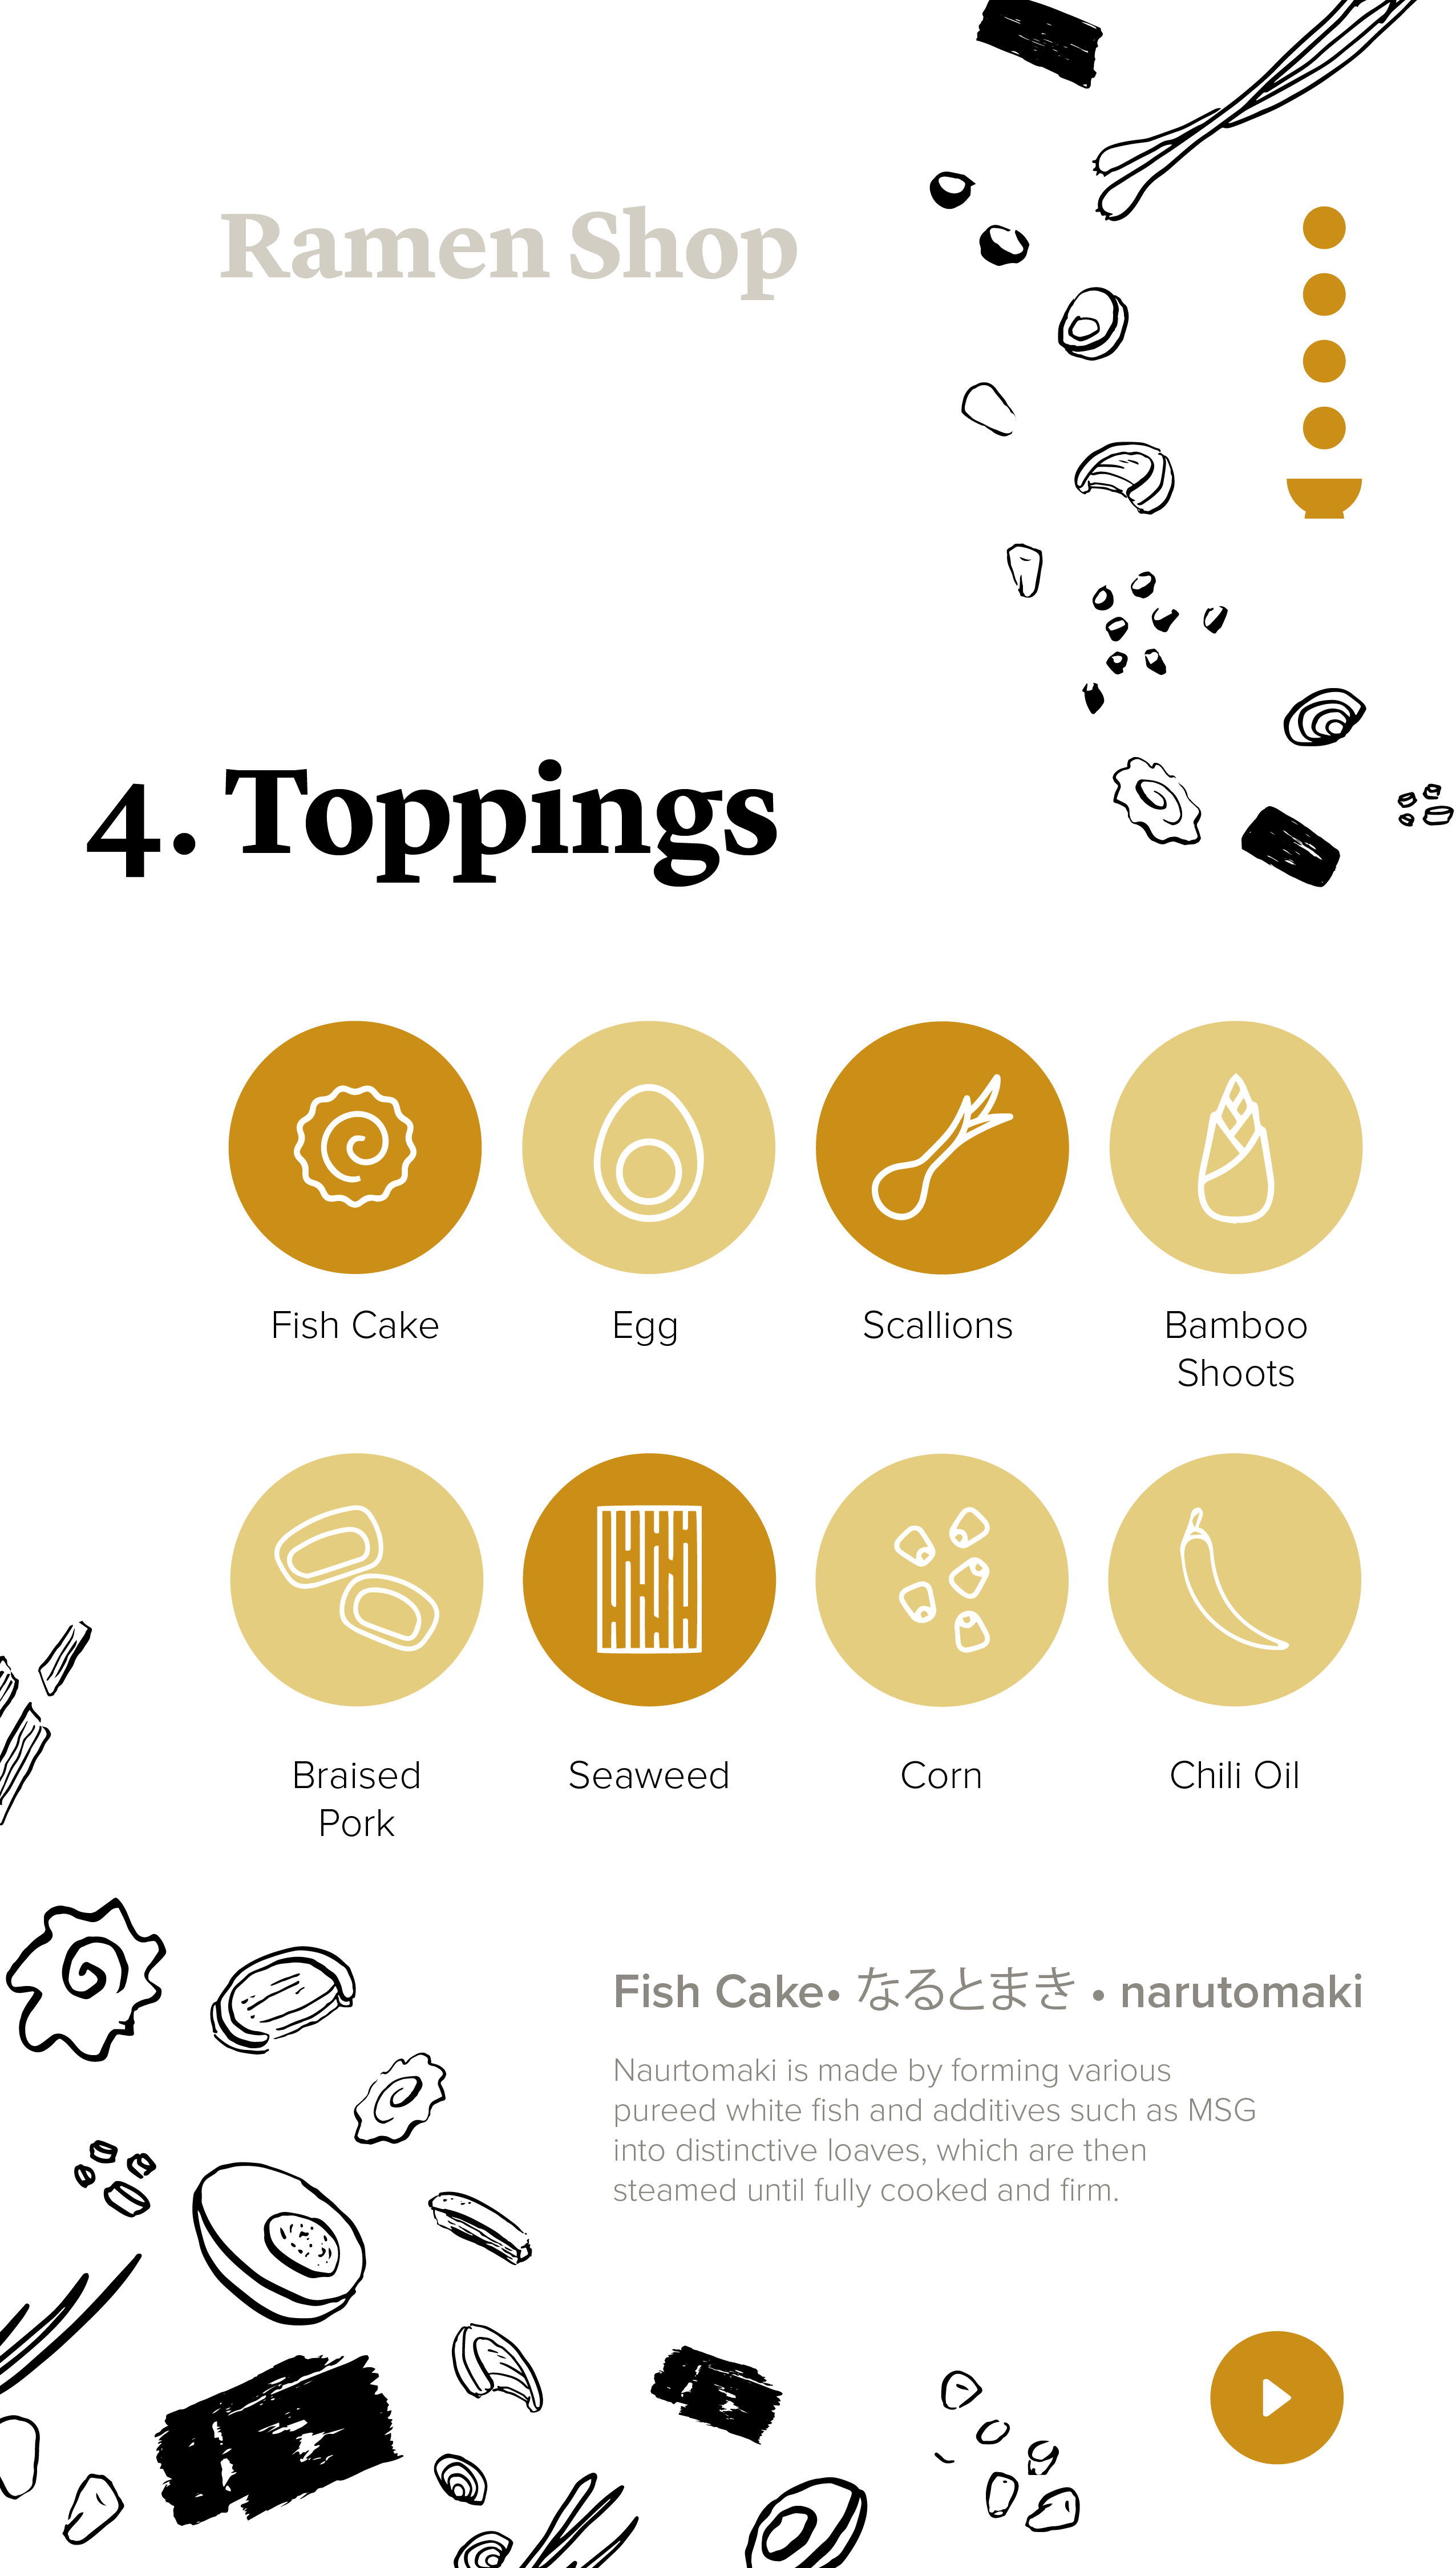 Ramen Shop
4. Toppings
Fish Cake
Egg
Scallions
Bamboo
Shoots
Braised
Pork
Seaweed
Corn
Chili Oil
Fish Cake• なるとまき • narutomaki
Naurtomaki is made by forming various
pureed white fish and additives such as MSG
into distinctive loaves, which are then
steamed until fully cooked and firm.